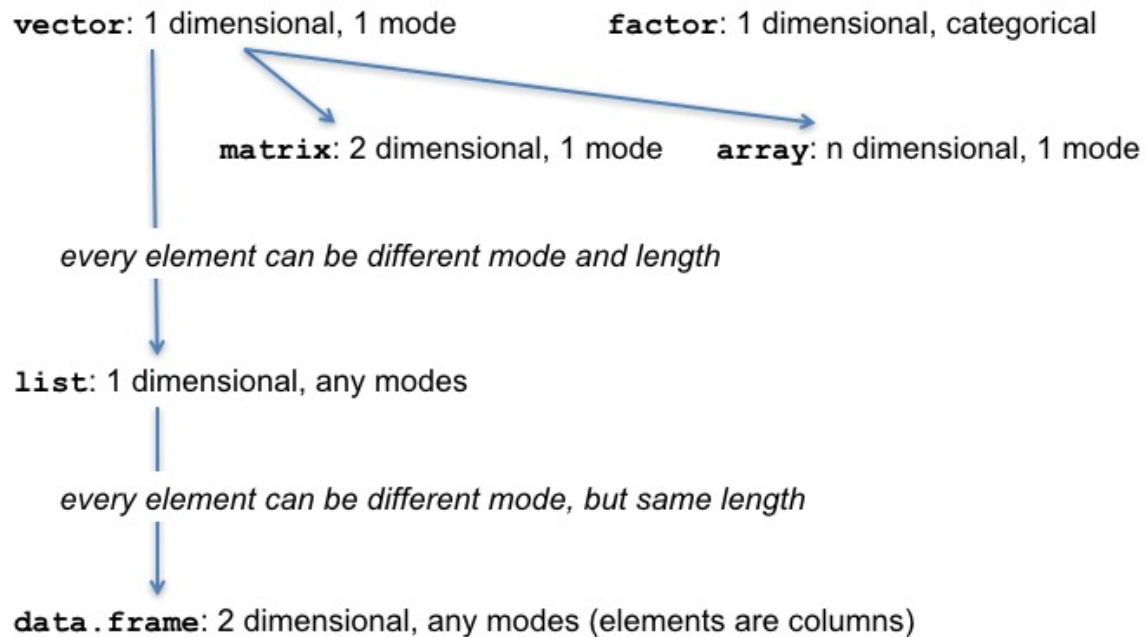 vector: 1 dimensional, 1 mode
factor: 1 dimensional, categorical
matrix: 2 dimensional, 1 mode
array: n dimensional, 1 mode
every element can be different mode and length
list: 1 dimensional, any modes
every element can be different mode, but same length
data.frame: 2 dimensional, any modes (elements are columns)